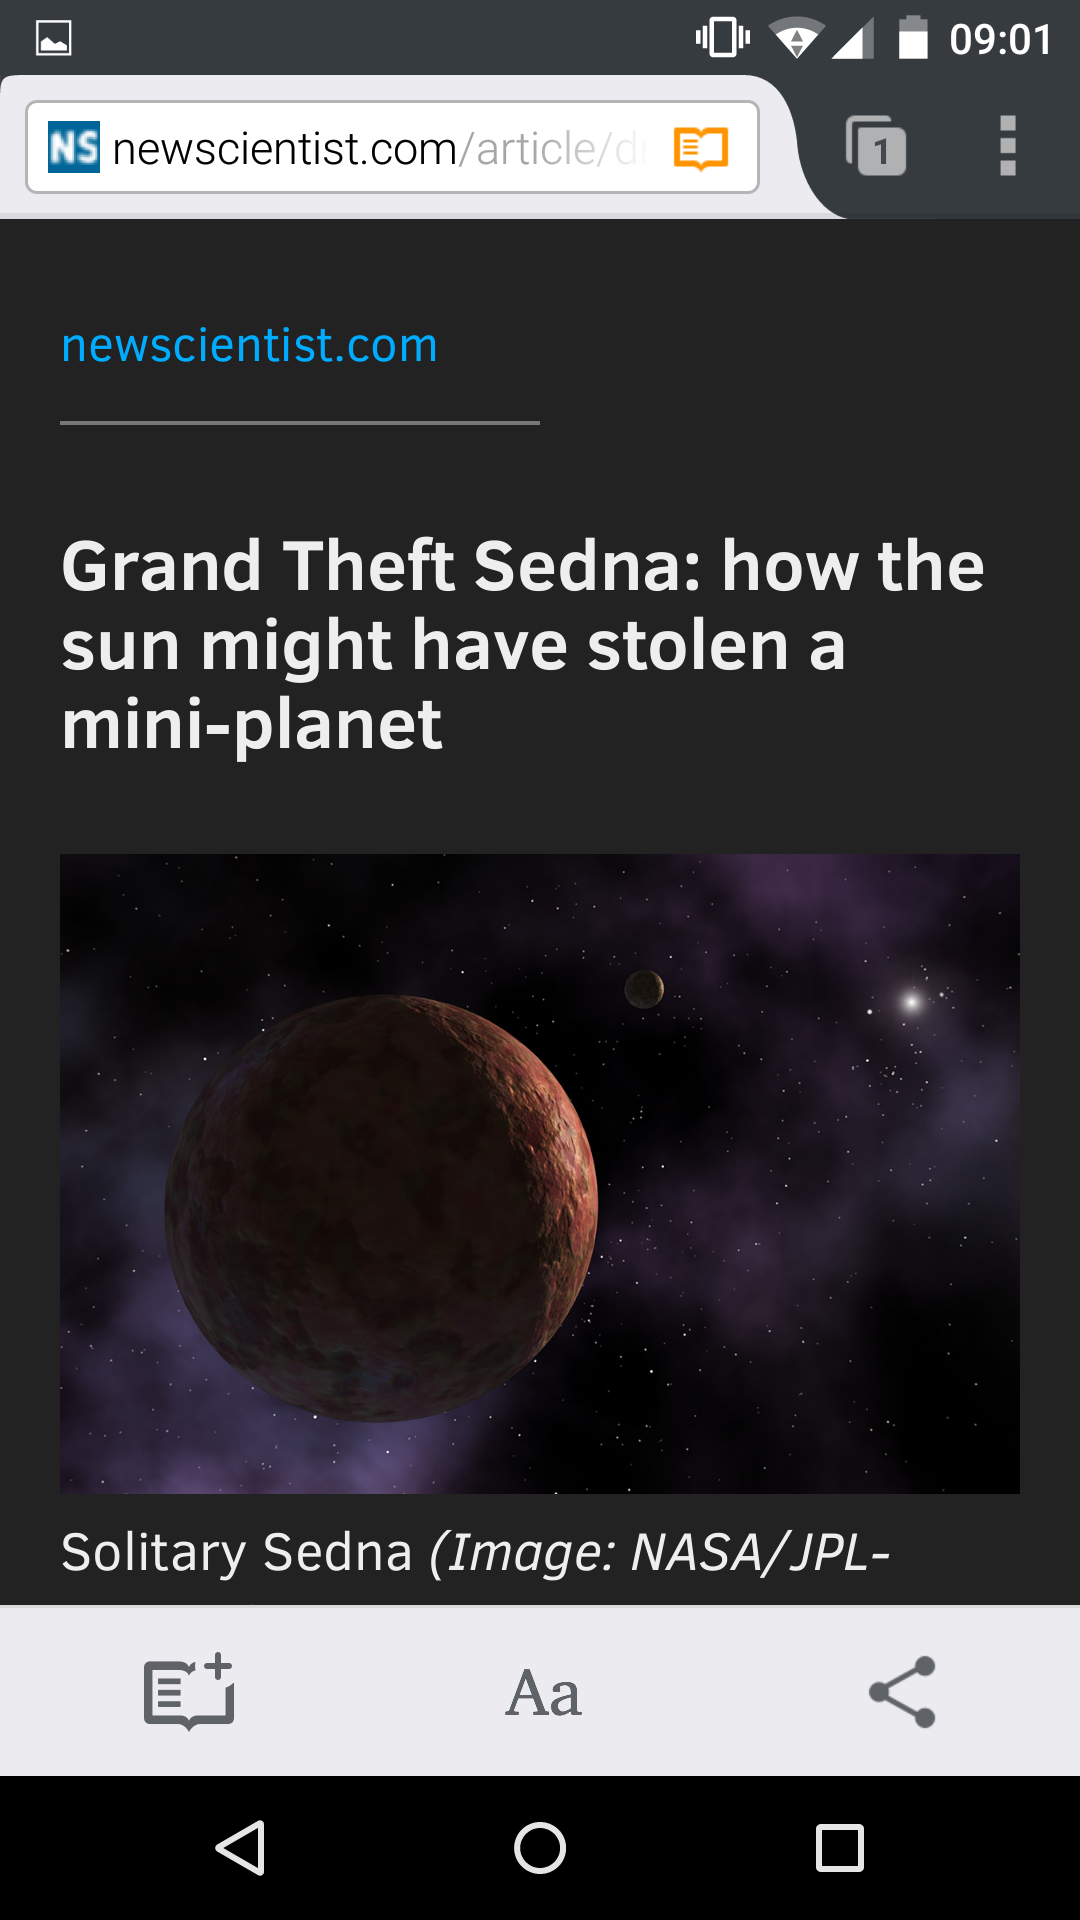 09:01
NS newscientist.com/article/d
1
newscientist.com
Grand Theft Sedna: how the
sun might have stolen a
mini-planet
Solitary Sedna (Image: NASA/JPL-
Aa